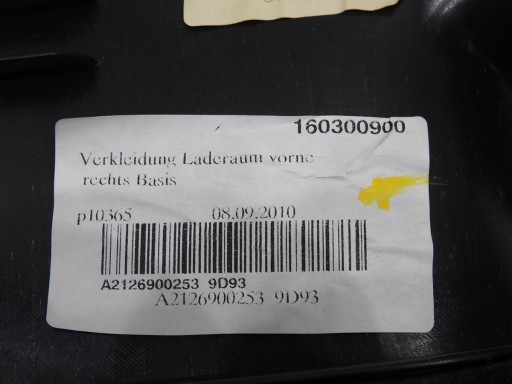 160300900
Verkleidung Laderaum vorne
rechts Basis
p10365 08.09.2010
A2126900253 9D93
A2126900253 9D93